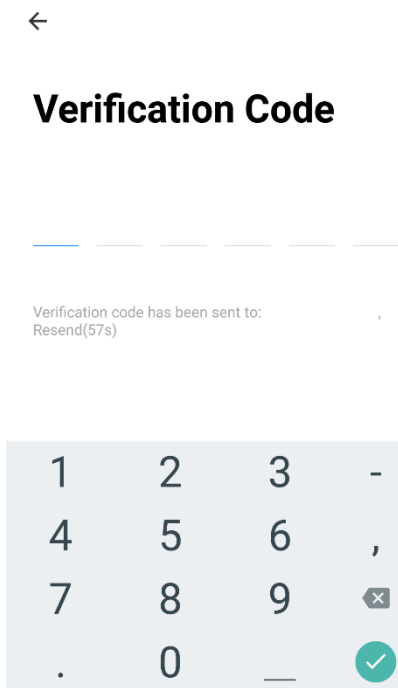 Verification Code
Verification code has been sent to: ,
Resend(57s)
1 2 3 -
4 5 6 ,
7 8 9
. 0 _